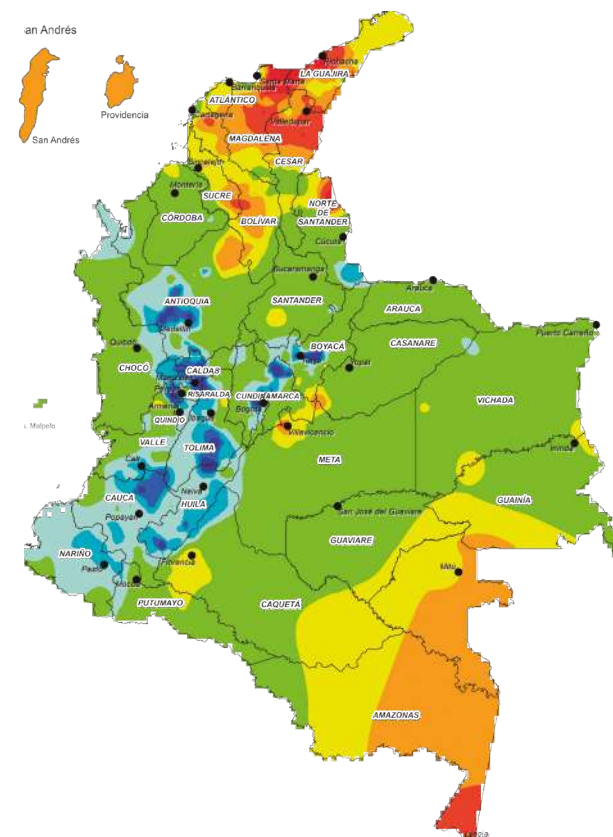 San Andrés
Providencia
San Andrés
Riohacha
LA GUAJIRA
Santa Marta
Barranquilla
ATLÁNTICO
Cartagena
Valledupar
MAGDALENA
CESAR
Sincelejo
Montería
SUCRE
NORTE
DE
SANTANDER
CÓRDOBA
BOLÍVAR
Cúcuta
Bucaramanga
Arauca
ANTIOQUIA
SANTANDER
ARAUCA
Medellín
Puerto Carreño
Quibdó
BOYACÁ
CASANARE
Tunja
Yopal
CHOCÓ
CALDAS
Manizales
RISARALDA
CUNDINAMARCA
VICHADA
Armenia
Bogotá
Ibagué
QUINDÍO
Villavicencio
VALLE
TOLIMA
META
Inírida
Cali
Neiva
CAUCA
HUILA
GUAINÍA
Popayán
San José del Guaviare
GUAVIARE
NARIÑO
Florencia
Pasto
Mocoa
Mitú
PUTUMAYO
CAQUETÁ
AMAZONAS
Leticia